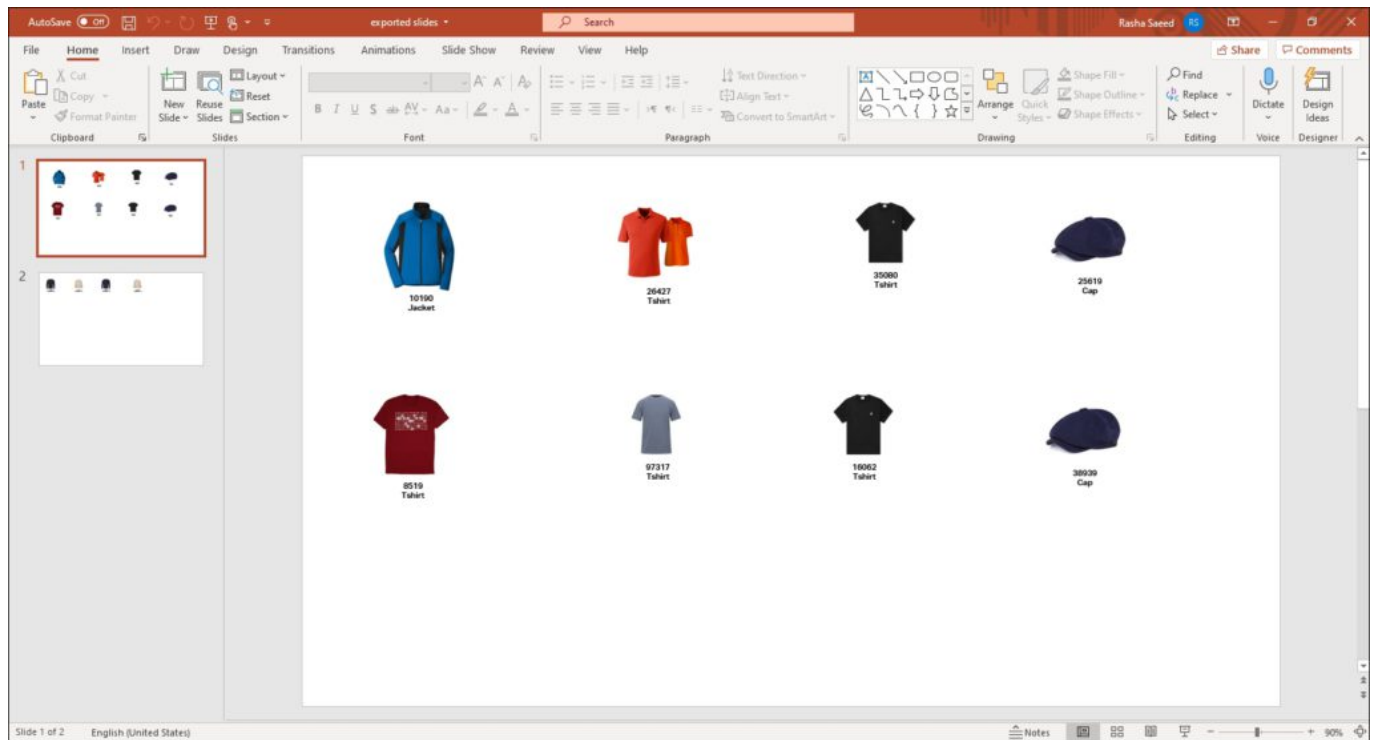 AutoSave Off
exported slides
Search
Rasha Saeed RS
File Home Insert Draw Design Transitions Animations Slide Show Review View Help
Share Comments
Paste
Cut
Copy
Format Painter
Clipboard
New Slide
Reuse Slides
Layout
Reset
Section
Slides
Font
Text Direction
Align Text
Convert to SmartArt
Paragraph
Arrange
Quick Styles
Shape Fill
Shape Outline
Shape Effects
Drawing
Find
Replace
Select
Editing
Dictate
Voice
Design Ideas
Designer
1
2
10190
Jacket
26427
Tshirt
35080
Tshirt
25619
Cap
8519
Tshirt
97317
Tshirt
16062
Tshirt
38939
Cap
Slide 1 of 2 English (United States)
Notes
90%